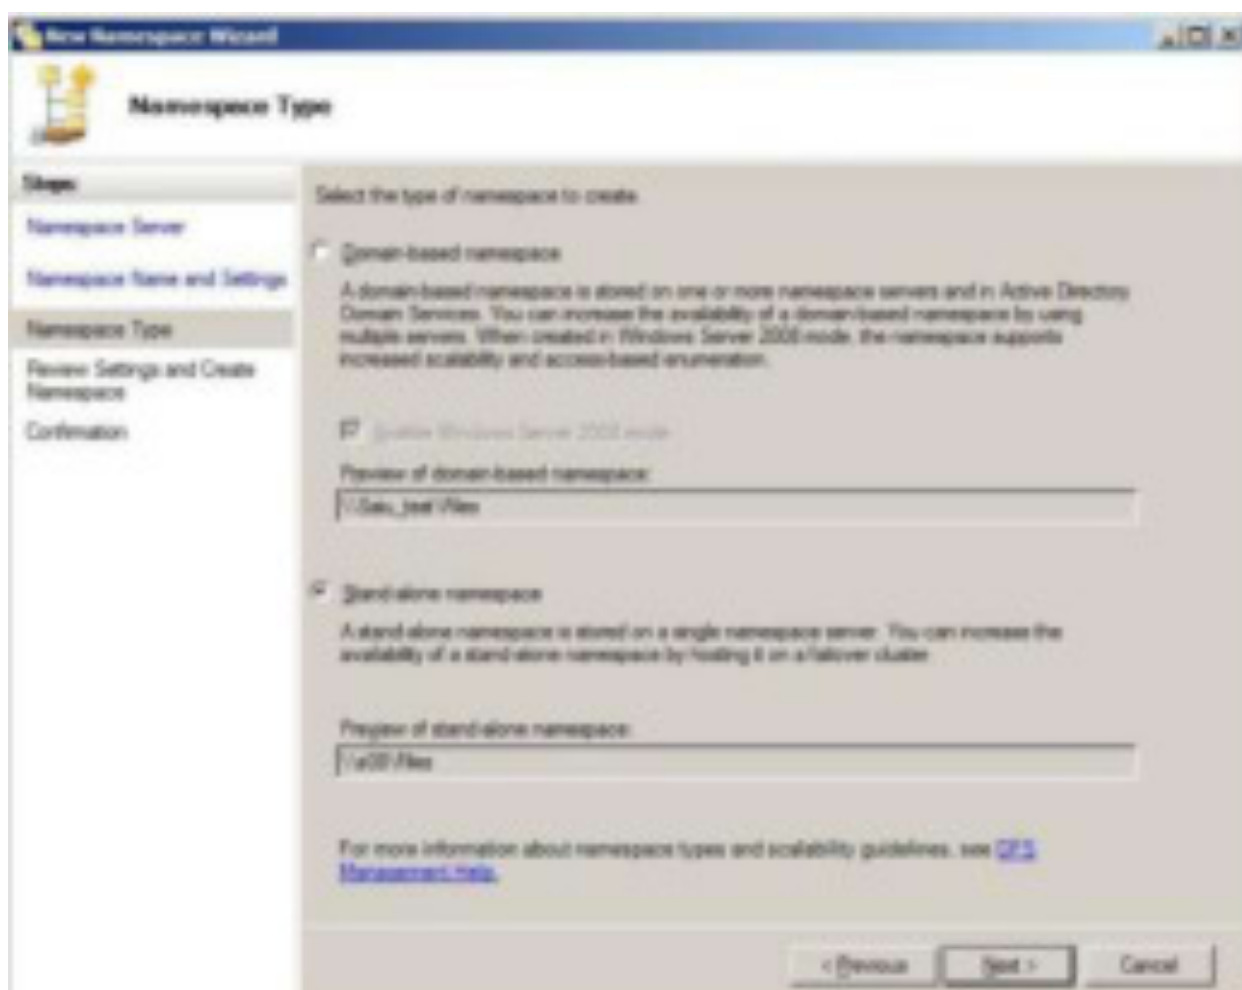 New Namespace Wizard
Namespace Type
Steps:
Namespace Server
Namespace Name and Settings
Namespace Type
Review Settings and Create
Namespace
Confirmation
Select the type of namespace to create.
Domain-based namespace
A domain-based namespace is stored on one or more namespace servers and in Active Directory
Domain Services. You can increase the availability of a domain-based namespace by using
multiple servers. When created in Windows Server 2008 mode, the namespace supports
increased scalability and access-based enumeration.
Enable Windows Server 2008 mode
Preview of domain-based namespace:
Stand-alone namespace
A stand-alone namespace is stored on a single namespace server. You can increase the
availability of a stand-alone namespace by hosting it on a failover cluster.
Preview of stand-alone namespace:
For more information about namespace types and scalability guidelines, see DFS
Management Help.
< Previous
Next >
Cancel